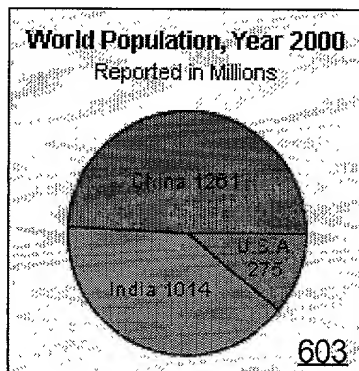 World Population, Year 2000
Reported in Millions
China 1261
U.S.A
275
India 1014
603